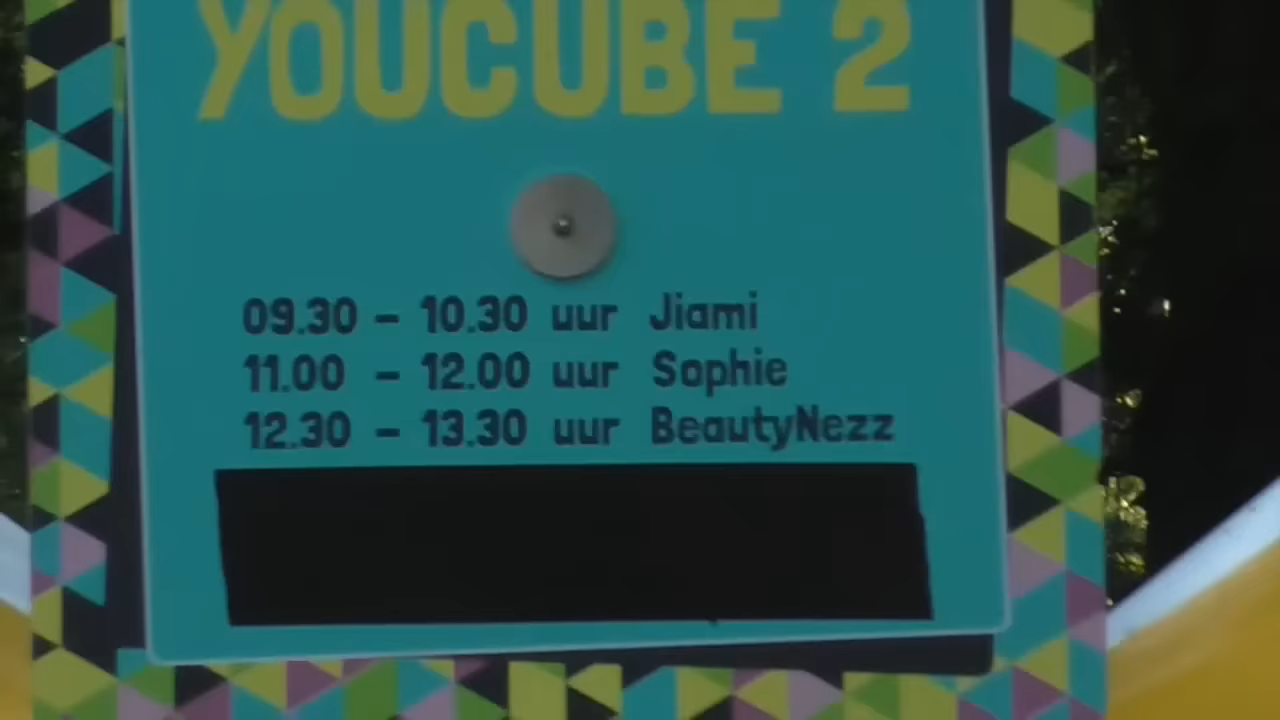 YOUCUBE 2
09.30 - 10.30 uur Jiami
11.00 - 12.00 uur Sophie
12.30 - 13.30 uur BeautyNezz